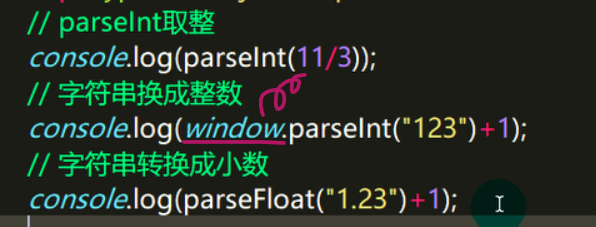 // parseInt取整
console.log(parseInt(11/3));
// 字符串换成整数
console.log(window.parseInt("123")+1);
// 字符串转换成小数
console.log(parseFloat("1.23")+1);